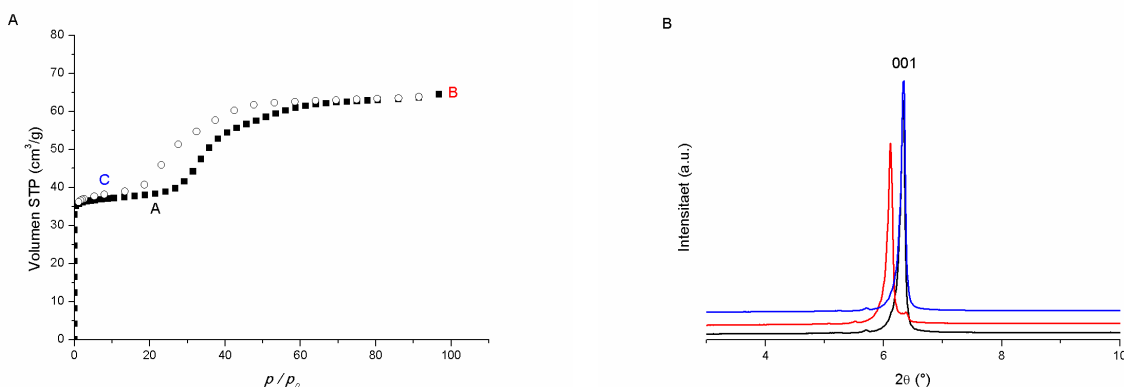 A
Volumen STP (cm³/g)
80
70
60
50
40
30
20
10
0
C
A
B
0 20 40 60 80 100
p / p₀
B
Intensitaet (a.u.)
001
4 6 8 10
2θ (°)